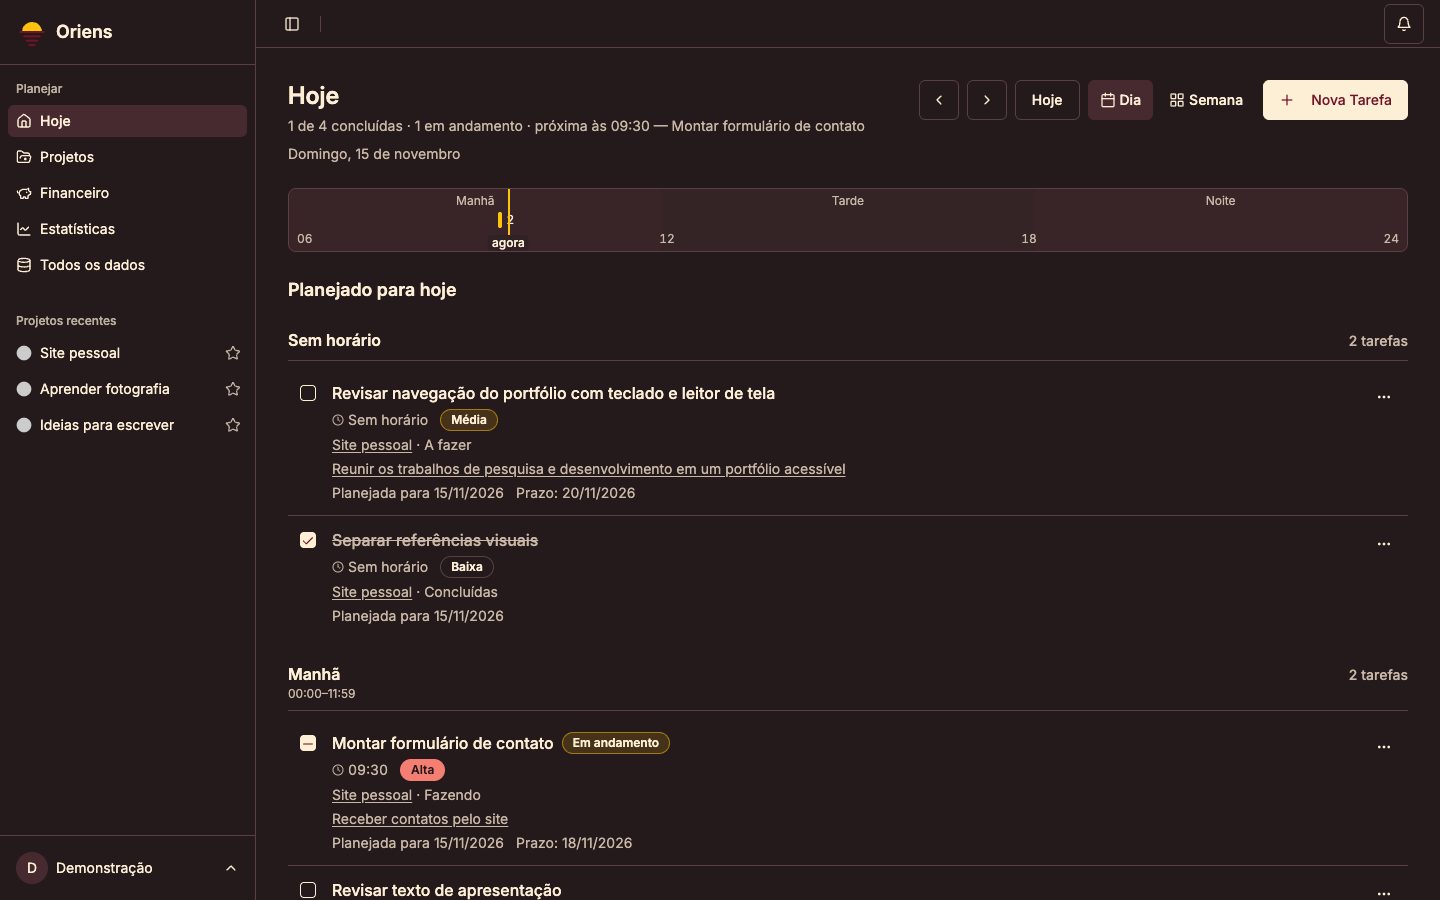 Oriens
Planejar
Hoje
Projetos
Financeiro
Estatísticas
Todos os dados
Projetos recentes
Site pessoal
Aprender fotografia
Ideias para escrever
D Demonstração
Hoje
1 de 4 concluídas · 1 em andamento · próxima às 09:30 — Montar formulário de contato
Domingo, 15 de novembro
Hoje Dia Semana + Nova Tarefa
Manhã Tarde Noite
2
06 12 18 24
agora
Planejado para hoje
Sem horário 2 tarefas
Revisar navegação do portfólio com teclado e leitor de tela
Sem horário Média
Site pessoal · A fazer
Reunir os trabalhos de pesquisa e desenvolvimento em um portfólio acessível
Planejada para 15/11/2026 Prazo: 20/11/2026
Separar referências visuais
Sem horário Baixa
Site pessoal · Concluídas
Planejada para 15/11/2026
Manhã 2 tarefas
00:00–11:59
Montar formulário de contato Em andamento
09:30 Alta
Site pessoal · Fazendo
Receber contatos pelo site
Planejada para 15/11/2026 Prazo: 18/11/2026
Revisar texto de apresentação